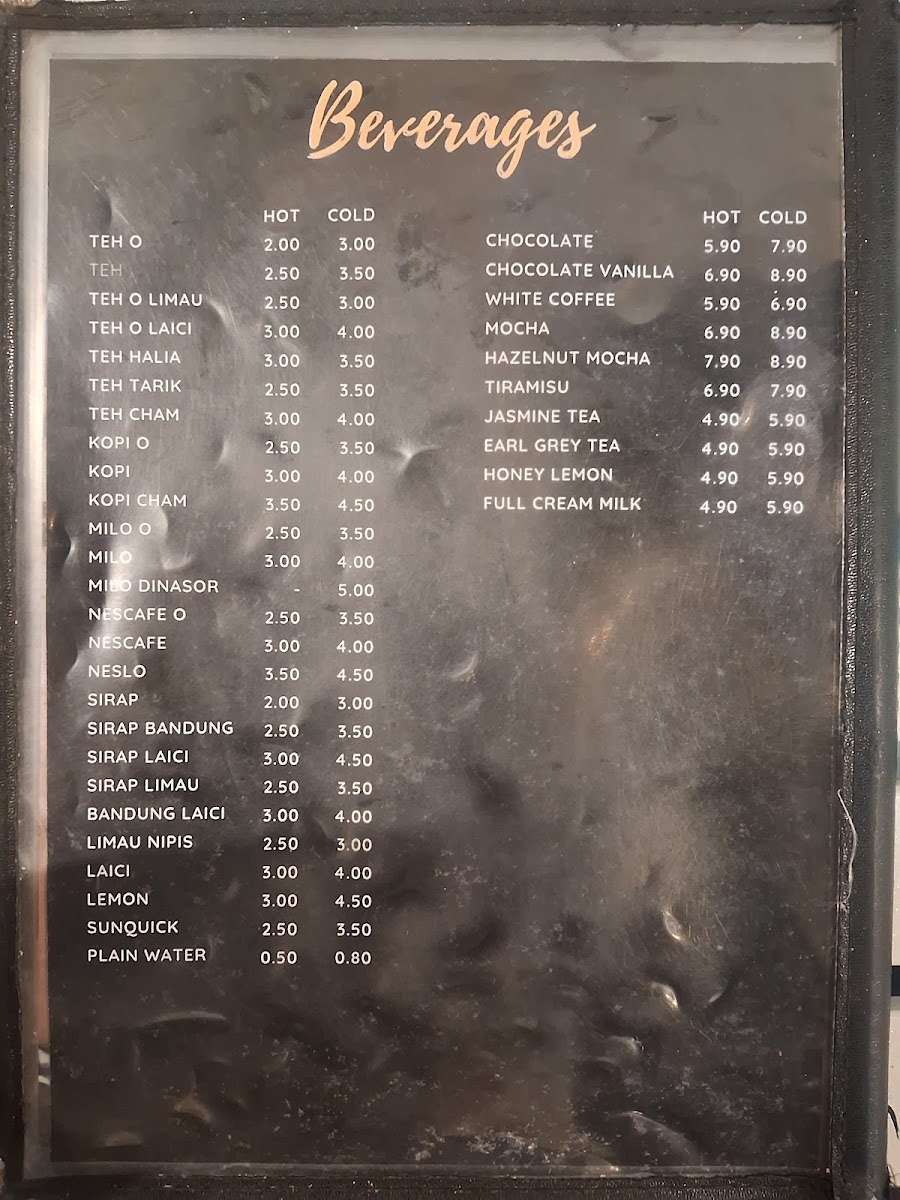 Beverages
HOT COLD
TEH O 2.00 3.00
TEH 2.50 3.50
TEH O LIMAU 2.50 3.00
TEH O LAICI 3.00 4.00
TEH HALIA 3.00 3.50
TEH TARIK 2.50 3.50
TEH CHAM 3.00 4.00
KOPI O 2.50 3.50
KOPI 3.00 4.00
KOPI CHAM 3.50 4.50
MILO O 2.50 3.50
MILO 3.00 4.00
MILO DINASOR - 5.00
NESCAFE O 2.50 3.50
NESCAFE 3.00 4.00
NESLO 3.50 4.50
SIRAP 2.00 3.00
SIRAP BANDUNG 2.50 3.50
SIRAP LAICI 3.00 4.50
SIRAP LIMAU 2.50 3.50
BANDUNG LAICI 3.00 4.00
LIMAU NIPIS 2.50 3.00
LAICI 3.00 4.00
LEMON 3.00 4.50
SUNQUICK 2.50 3.50
PLAIN WATER 0.50 0.80
HOT COLD
CHOCOLATE 5.90 7.90
CHOCOLATE VANILLA 6.90 8.90
WHITE COFFEE 5.90 6.90
MOCHA 6.90 8.90
HAZELNUT MOCHA 7.90 8.90
TIRAMISU 6.90 7.90
JASMINE TEA 4.90 5.90
EARL GREY TEA 4.90 5.90
HONEY LEMON 4.90 5.90
FULL CREAM MILK 4.90 5.90